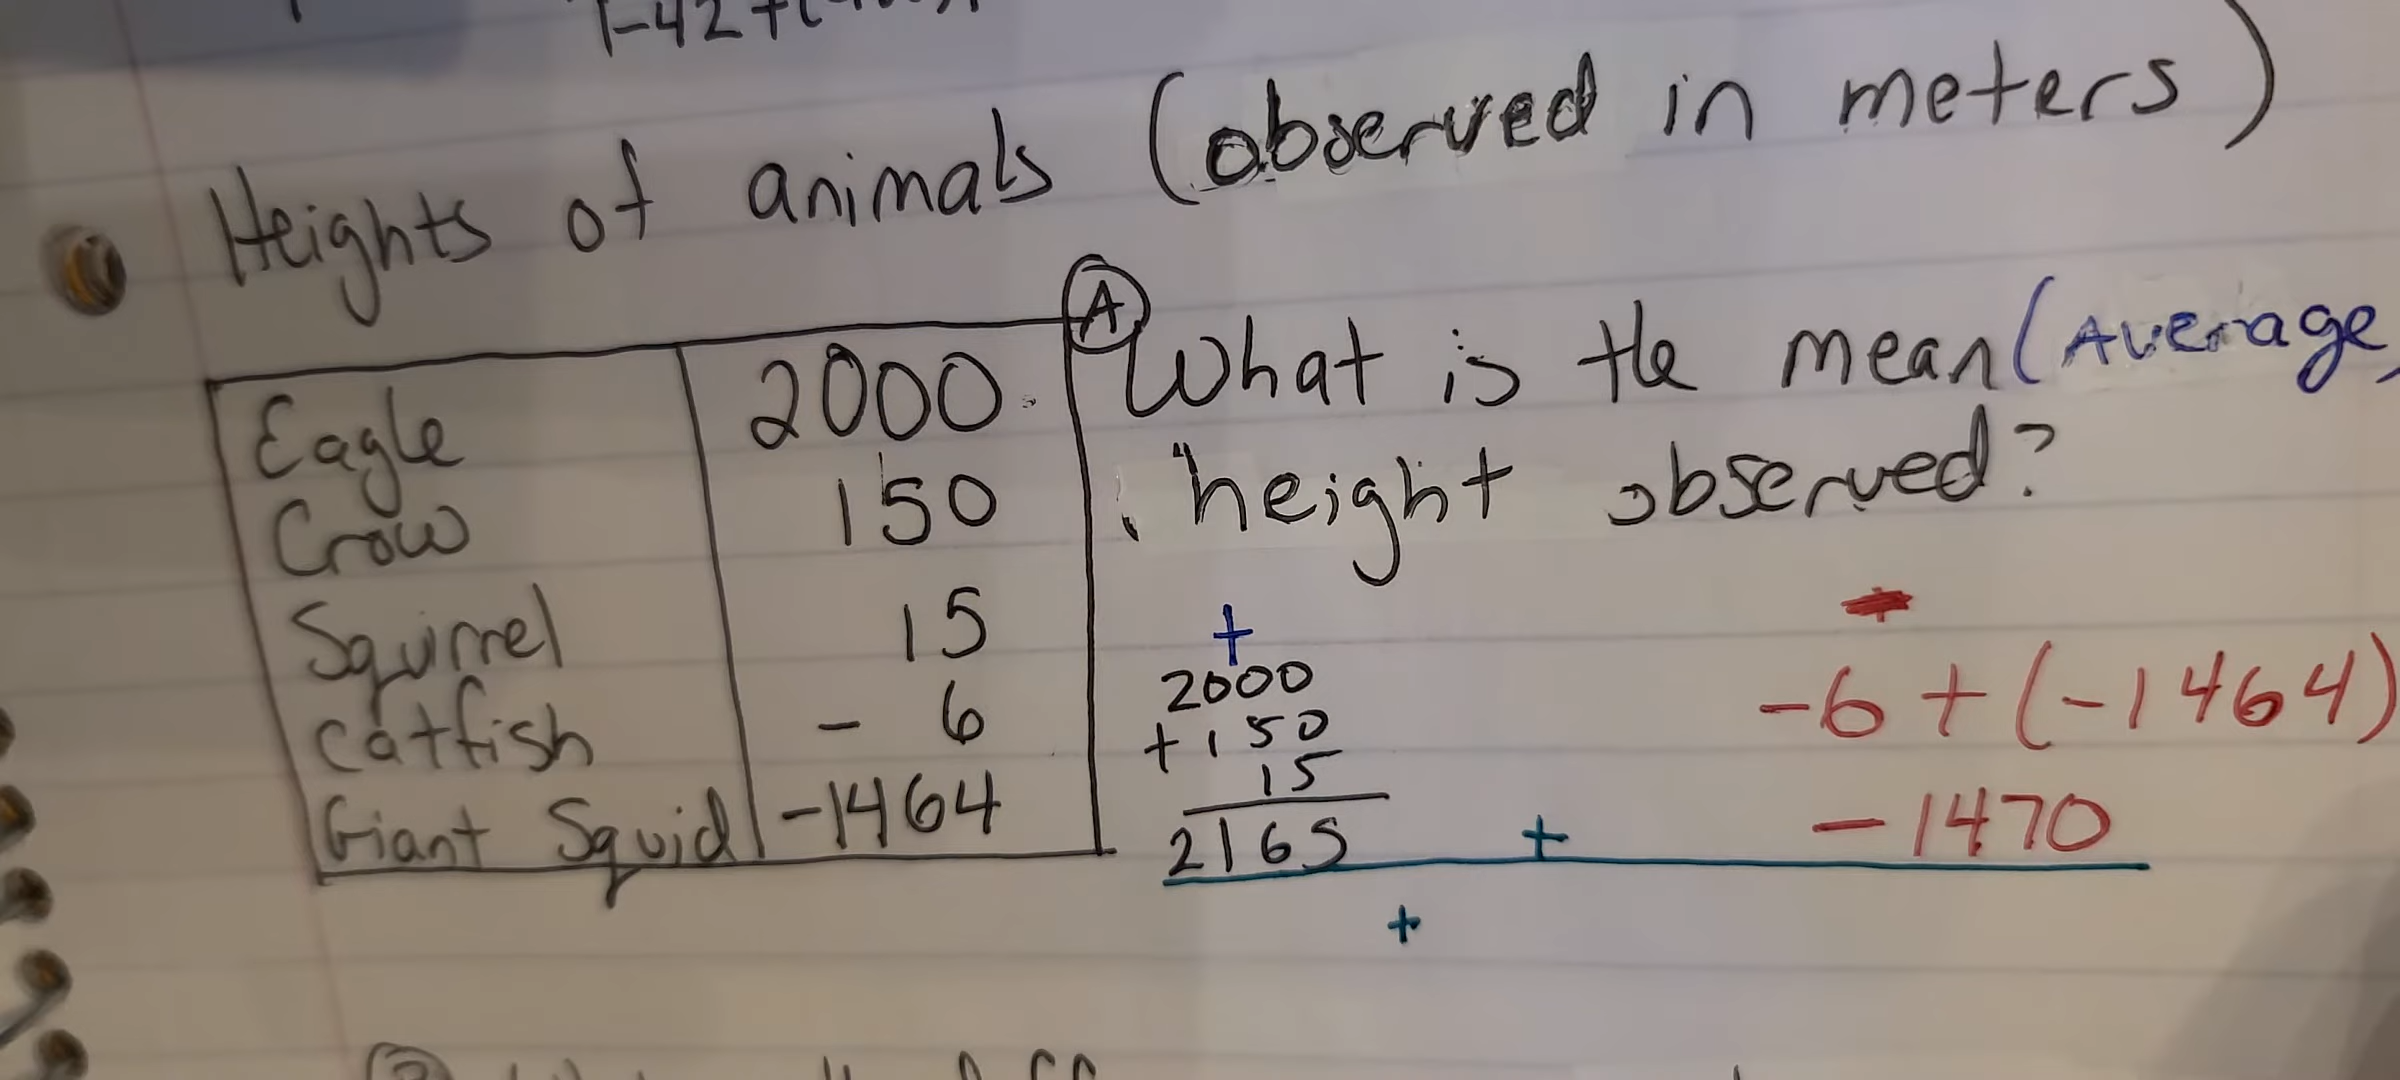 Heights of animals (observed in meters)
A What is the mean (Average,
height observed?
Eagle 2000
Crow 150
Squirrel 15
Catfish - 6
Giant Squid -1464
+
2000
+150
15
2165
+
-6+(-1464)
-1470
+